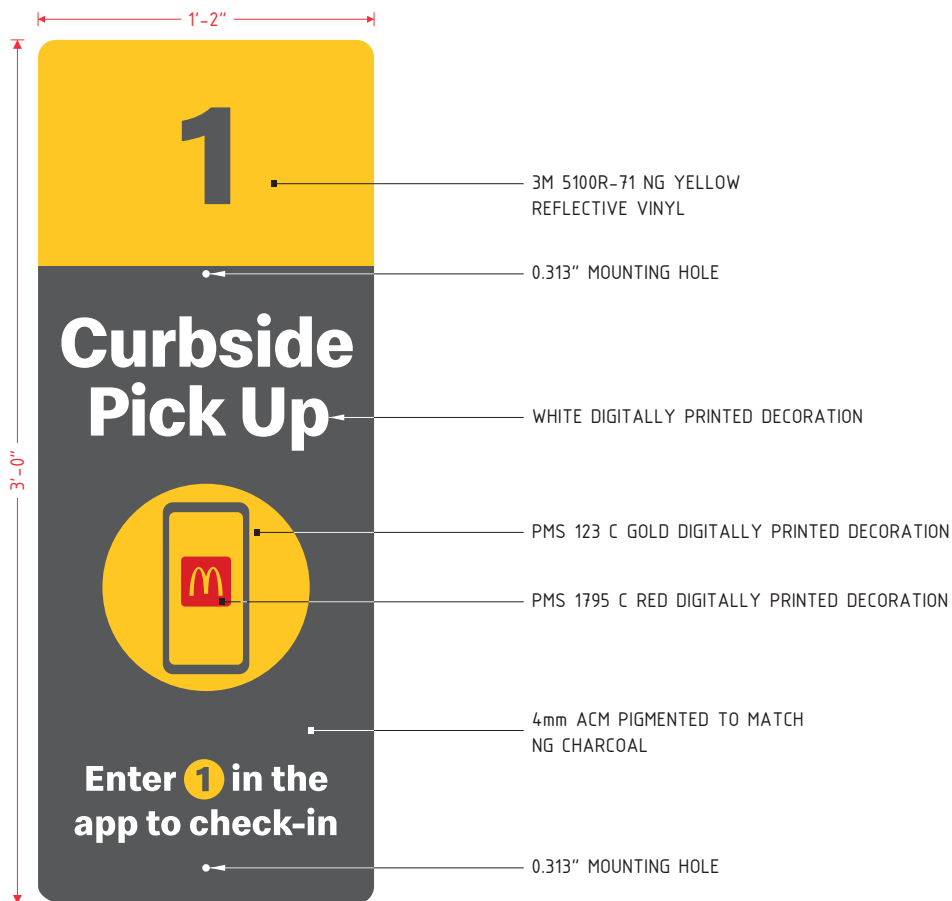 1'-2"
1
3M 5100R-71 NG YELLOW
REFLECTIVE VINYL
0.313" MOUNTING HOLE
Curbside
Pick Up
WHITE DIGITALLY PRINTED DECORATION
3'-0"
PMS 123 C GOLD DIGITALLY PRINTED DECORATION
PMS 1795 C RED DIGITALLY PRINTED DECORATION
4mm ACM PIGMENTED TO MATCH
NG CHARCOAL
Enter 1 in the
app to check-in
0.313" MOUNTING HOLE